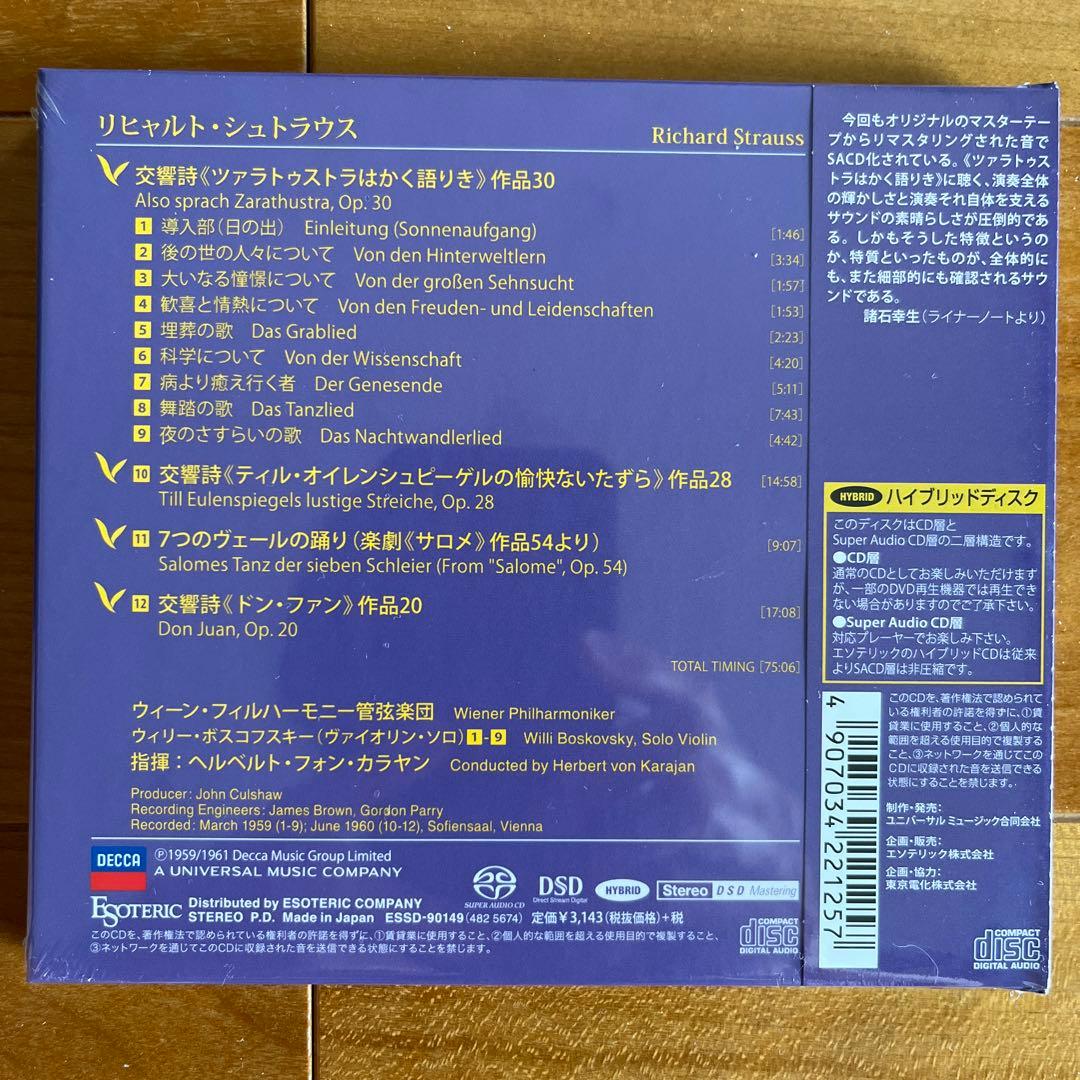 リヒャルト・シュトラウス Richard Strauss
交響詩《ツァラトゥストラはかく語りき》作品30
Also sprach Zarathustra, Op. 30
1 導入部（日の出） Einleitung (Sonnenaufgang) [1:46]
2 後の世の人々について Von den Hinterweltlern [3:34]
3 大いなる憧憬について Von der großen Sehnsucht [1:57]
4 歓喜と情熱について Von den Freuden- und Leidenschaften [1:53]
5 埋葬の歌 Das Grablied [2:23]
6 科学について Von der Wissenschaft [4:20]
7 病より癒え行く者 Der Genesende [5:11]
8 舞踏の歌 Das Tanzlied [7:43]
9 夜のさすらいの歌 Das Nachtwandlerlied [4:42]
10 交響詩《ティル・オイレンシュピーゲルの愉快ないたずら》作品28 [14:58]
Till Eulenspiegels lustige Streiche, Op. 28
11 7つのヴェールの踊り（楽劇《サロメ》作品54より） [9:07]
Salomes Tanz der sieben Schleier (From "Salome", Op. 54)
12 交響詩《ドン・ファン》作品20 [17:08]
Don Juan, Op. 20
TOTAL TIMING [75:06]
ウィーン・フィルハーモニー管弦楽団 Wiener Philharmoniker
ウィリー・ボスコフスキー（ヴァイオリン・ソロ）1-9 Willi Boskovsky, Solo Violin
指揮：ヘルベルト・フォン・カラヤン Conducted by Herbert von Karajan
Producer: John Culshaw
Recording Engineers: James Brown, Gordon Parry
Recorded: March 1959 (1-9); June 1960 (10-12), Sofiensaal, Vienna
DECCA
Ⓟ1959/1961 Decca Music Group Limited
A UNIVERSAL MUSIC COMPANY
SUPER AUDIO CD
DSD
Direct Stream Digital
HYBRID
Stereo DSD Mastering
ESOTERIC
Distributed by ESOTERIC COMPANY
STEREO P.D. Made in Japan ESSD-90149 (482 5674) 定価¥3,143（税抜価格）+税
このCDを、著作権法で認められている権利者の許諾を得ずに、①賃貸業に使用すること、②個人的な範囲を超える使用目的で複製すること、
③ネットワークを通じてこのCDに収録された音を送信できる状態にすることを禁じます。
COMPACT
disc
DIGITAL AUDIO
今回もオリジナルのマスターテー
プからリマスタリングされた音で
SACD化されている。《ツァラトゥス
トラはかく語りき》に聴く、演奏全体
の輝かしさと演奏それ自体を支える
サウンドの素晴らしさが圧倒的であ
る。しかもそうした特徴というの
か、特質といったものが、全体的に
も、また細部的にも確認されるサウ
ンドである。
諸石幸生（ライナーノートより）
HYBRID ハイブリッドディスク
このディスクはCD層と
Super Audio CD層の二層構造です。
●CD層
通常のCDとしてお楽しみいただけます
が、一部のDVD再生機器では再生でき
ない場合がありますのでご了承下さい。
●Super Audio CD層
対応プレーヤーでお楽しみ下さい。
エソテリックのハイブリッドCDは従来
よりSACD層は非圧縮です。
4 907034 221257
このCDを、著作権法で認められて
いる権利者の許諾を得ずに、①賃
貸業に使用すること、②個人的な
範囲を超える使用目的で複製する
こと、③ネットワークを通じてこの
CDに収録された音を送信できる
状態にすることを禁じます。
制作・発売：
ユニバーサル ミュージック合同会社
企画・販売：
エソテリック株式会社
企画・協力：
東京電化株式会社
COMPACT
disc
DIGITAL AUDIO